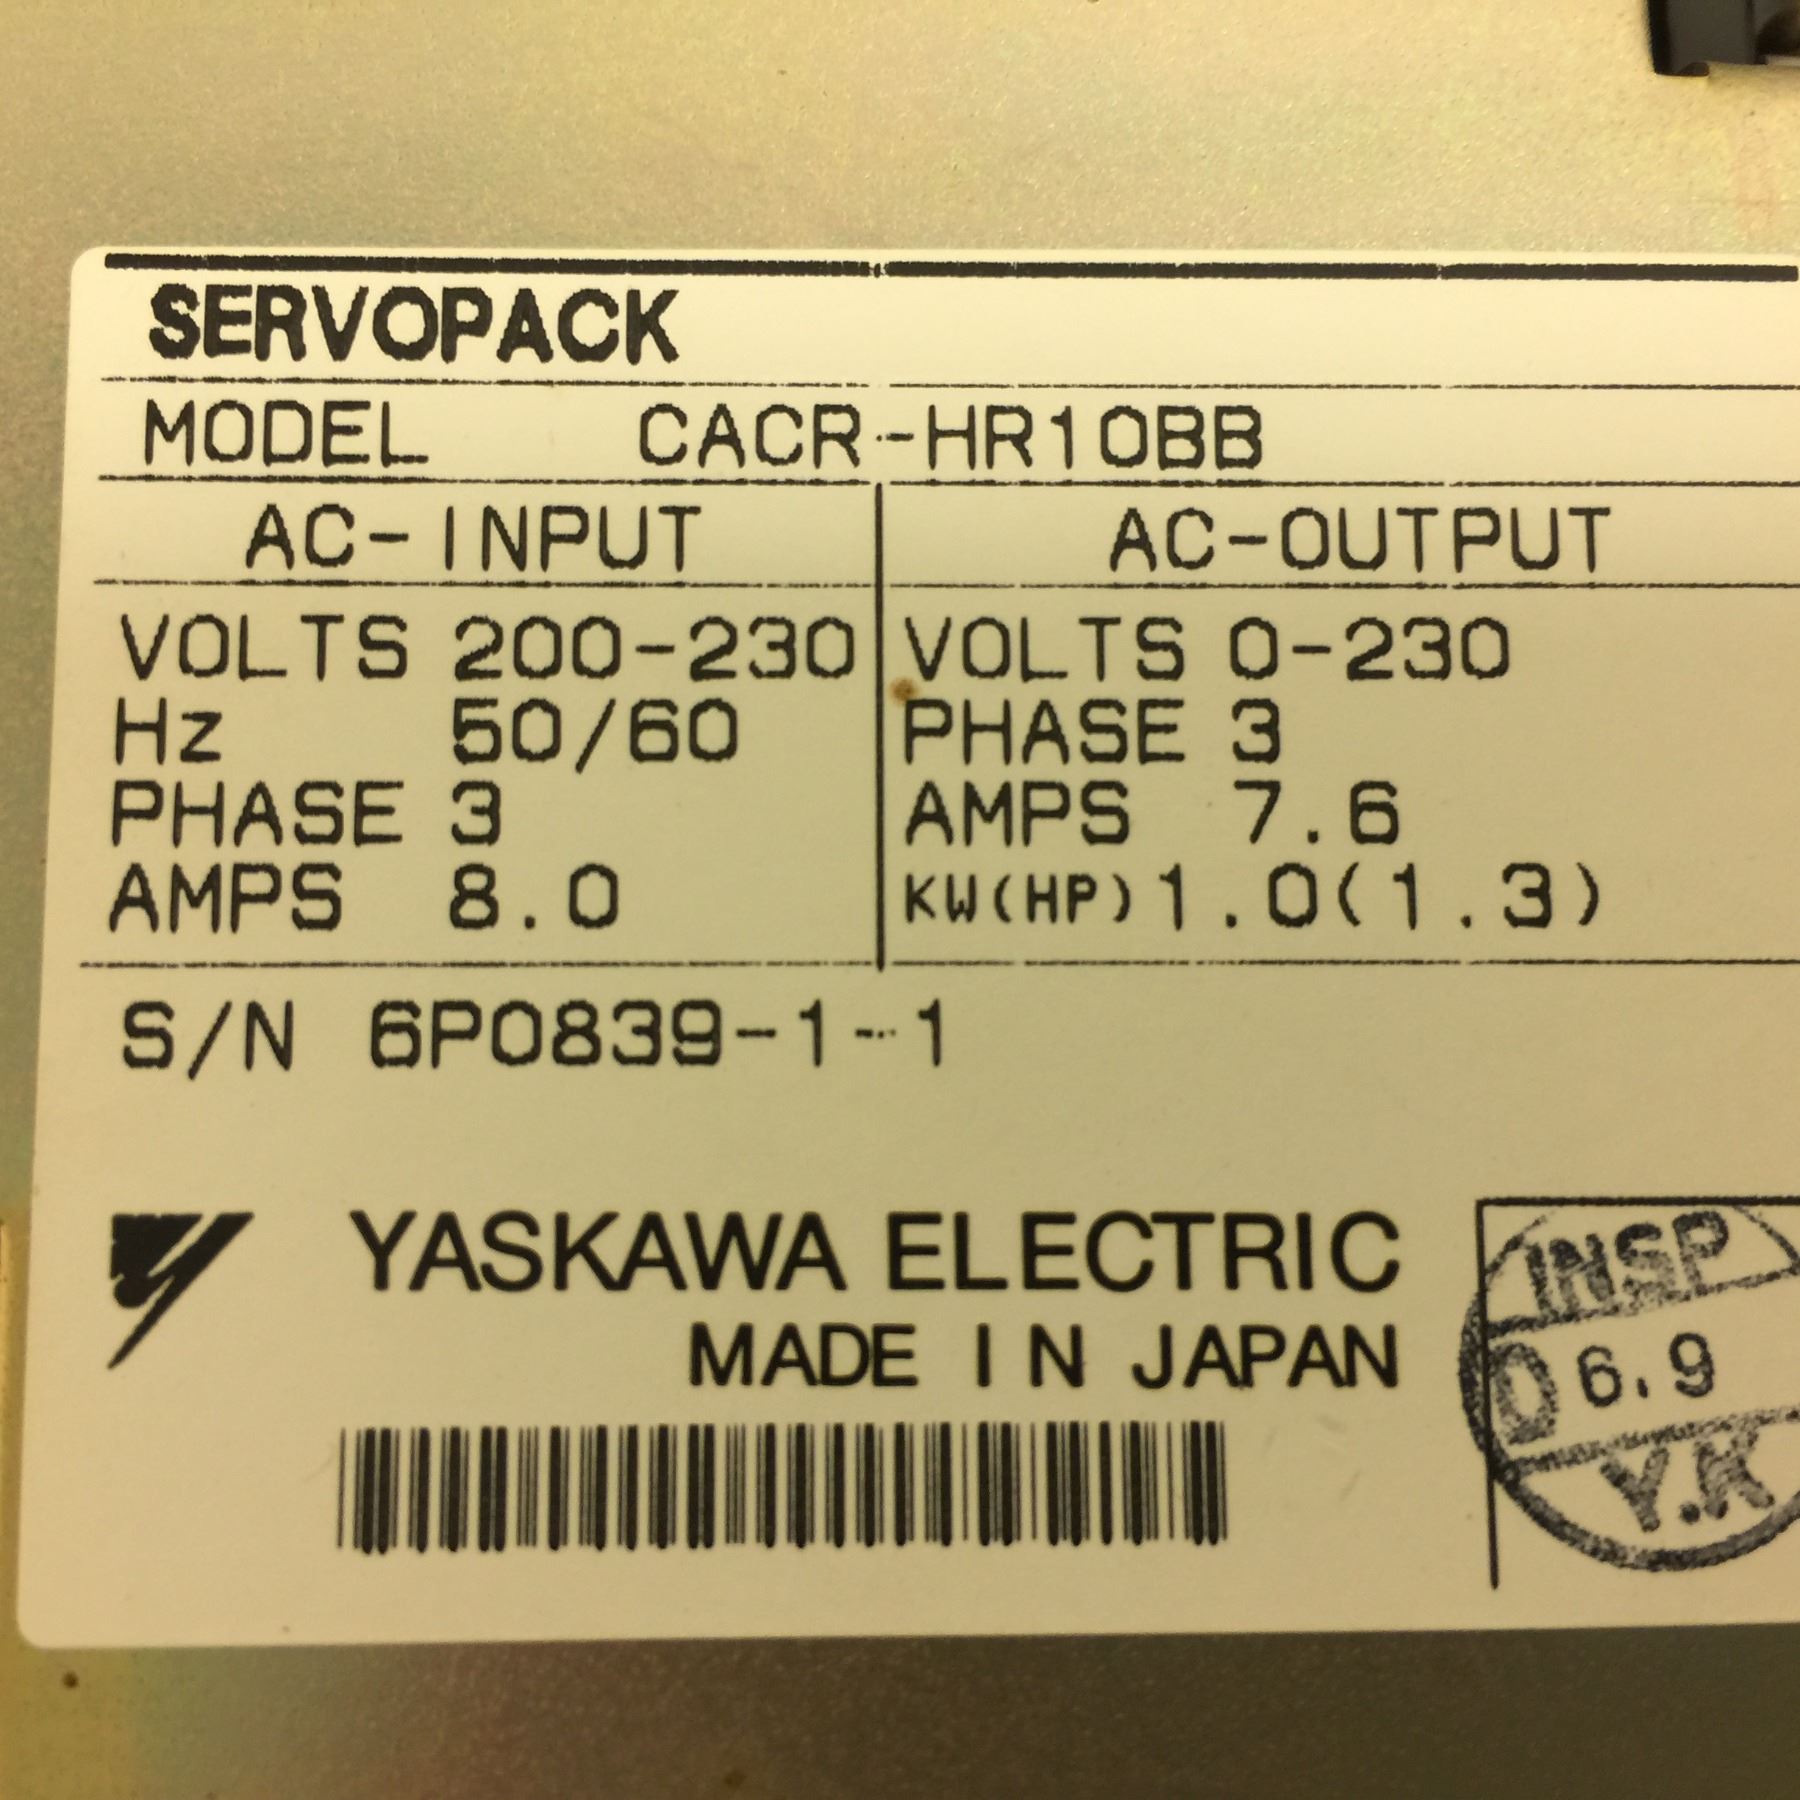 SERVOPACK
MODEL CACR-HR10BB
AC-INPUT AC-OUTPUT
VOLTS 200-230 VOLTS 0-230
Hz 50/60 PHASE 3
PHASE 3 AMPS 7.6
AMPS 8.0 KW(HP) 1.0(1.3)
S/N 6P0839-1-1
YASKAWA ELECTRIC
MADE IN JAPAN
INSP
0 6.9
Y.K